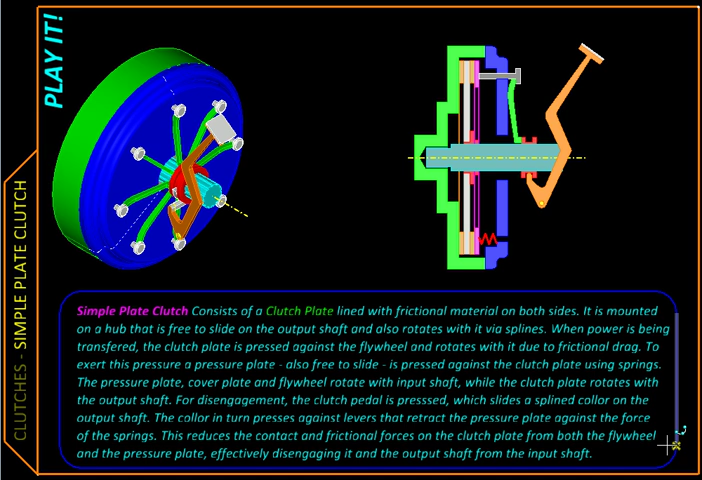 PLAY IT!
CLUTCHES - SIMPLE PLATE CLUTCH
Simple Plate Clutch Consists of a Clutch Plate lined with frictional material on both sides. It is mounted
on a hub that is free to slide on the output shaft and also rotates with it via splines. When power is being
transfered, the clutch plate is pressed against the flywheel and rotates with it due to frictional drag. To
exert this pressure a pressure plate - also free to slide - is pressed against the clutch plate using springs.
The pressure plate, cover plate and flywheel rotate with input shaft, while the clutch plate rotates with
the output shaft. For disengagement, the clutch pedal is presssed, which slides a splined collor on the
output shaft. The collor in turn presses against levers that retract the pressure plate against the force
of the springs. This reduces the contact and frictional forces on the clutch plate from both the flywheel
and the pressure plate, effectively disengaging it and the output shaft from the input shaft.